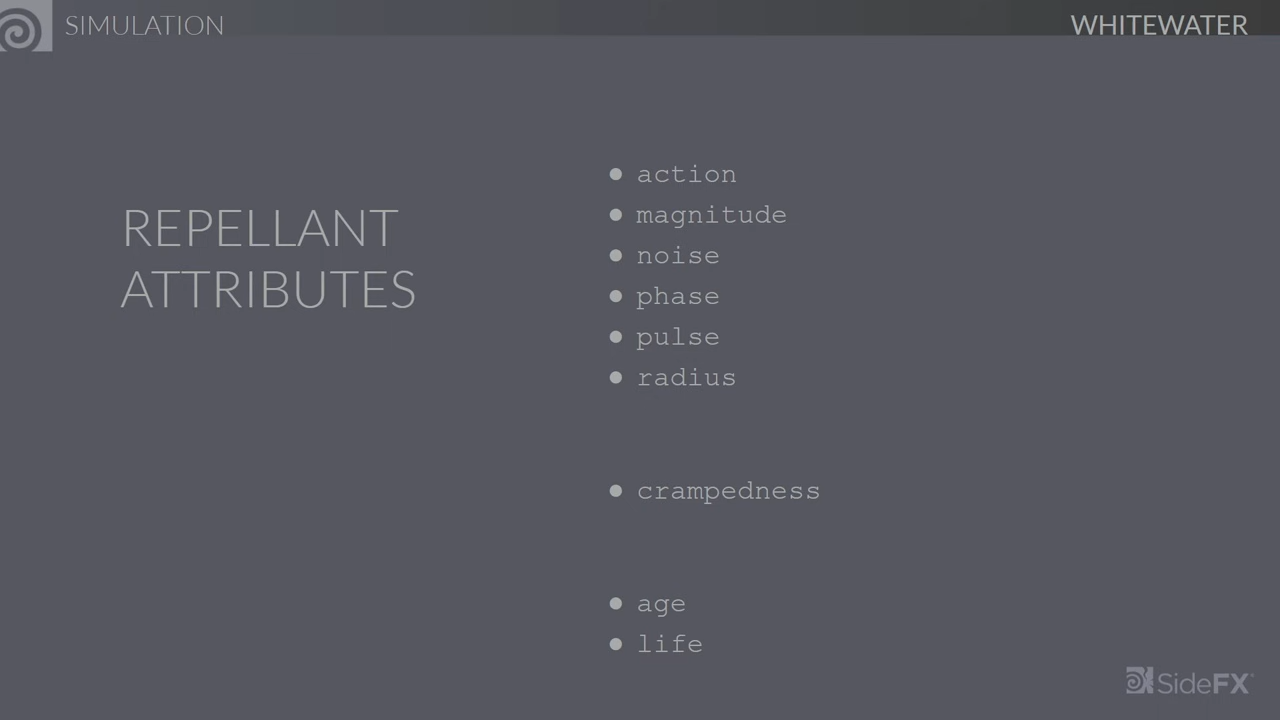 SIMULATION
WHITEWATER
REPELLANT
ATTRIBUTES
● action
● magnitude
● noise
● phase
● pulse
● radius
● crampedness
● age
● life
SideFX